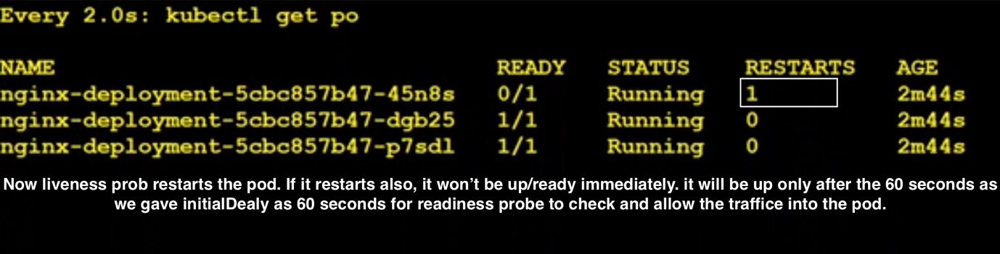 Every 2.0s: kubectl get po
NAME READY STATUS RESTARTS AGE
nginx-deployment-5cbc857b47-45n8s 0/1 Running 1 2m44s
nginx-deployment-5cbc857b47-dgb25 1/1 Running 0 2m44s
nginx-deployment-5cbc857b47-p7sdl 1/1 Running 0 2m44s
Now liveness prob restarts the pod. If it restarts also, it won’t be up/ready immediately. it will be up only after the 60 seconds as
we gave initialDealy as 60 seconds for readiness probe to check and allow the traffice into the pod.